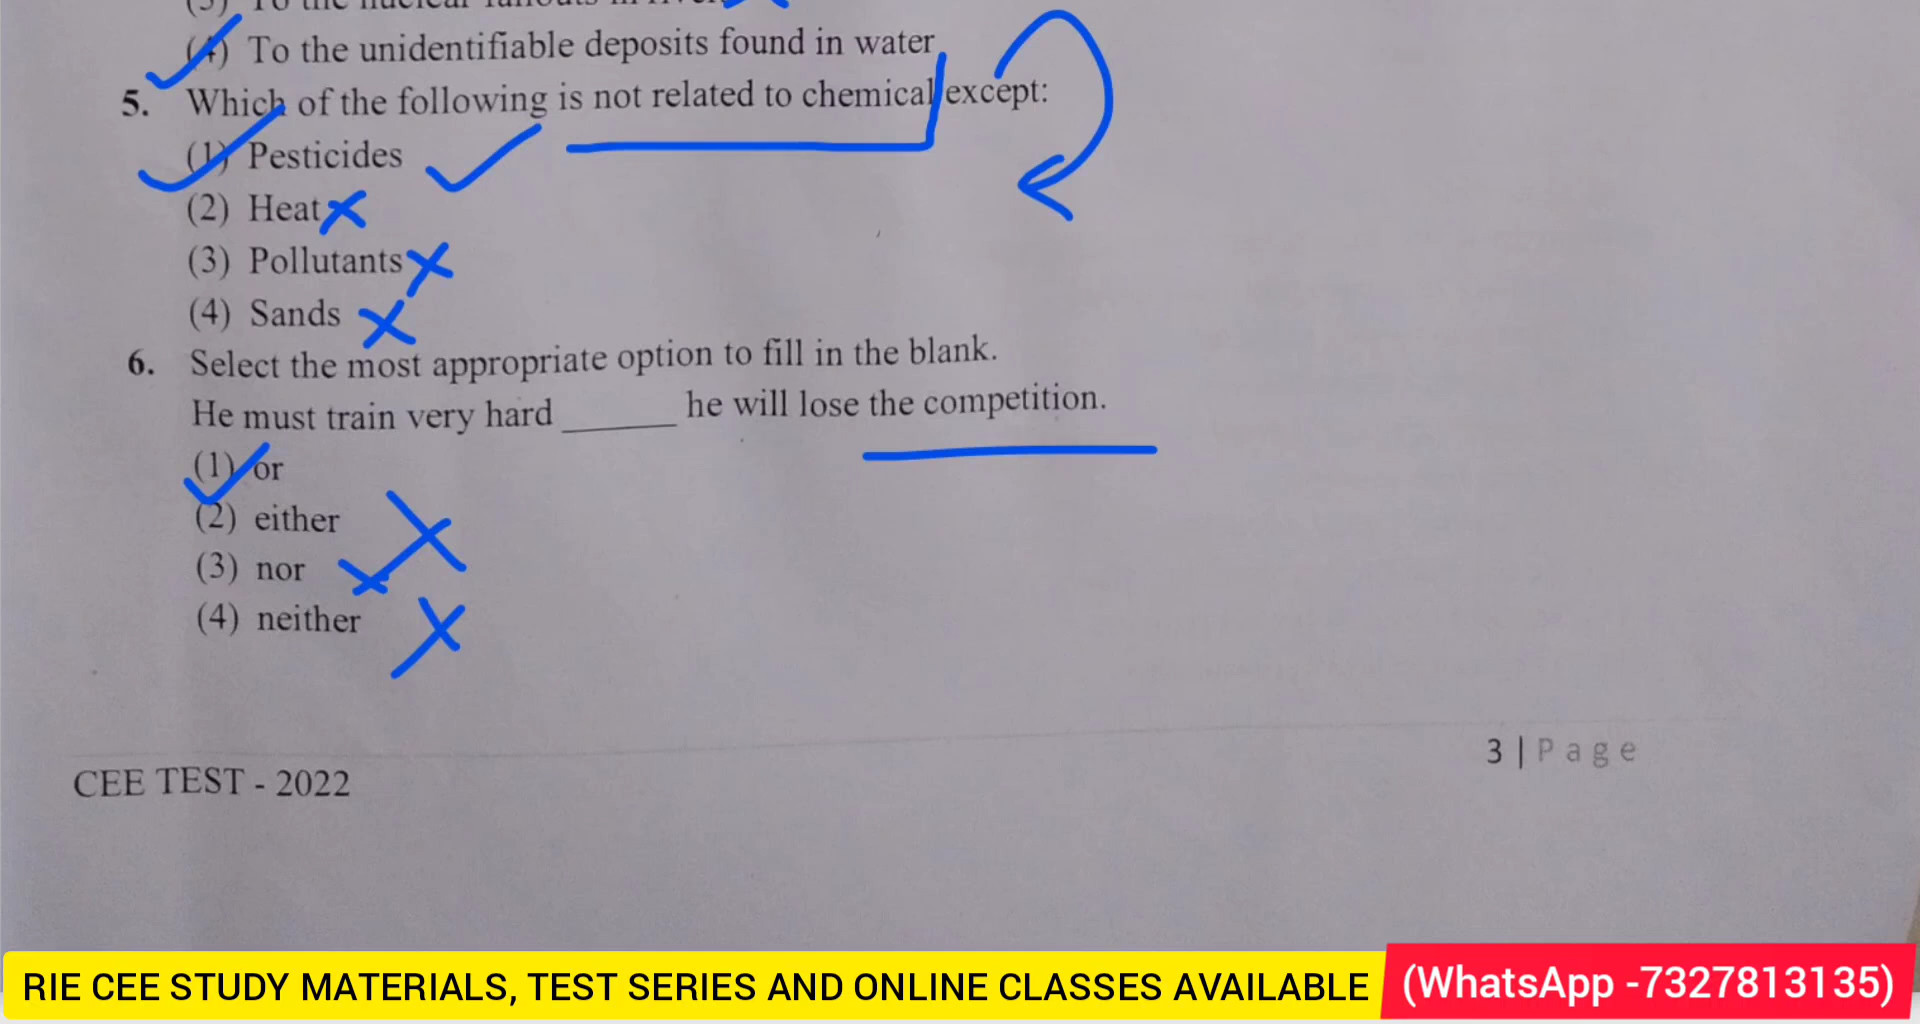 (4) To the unidentifiable deposits found in water
5. Which of the following is not related to chemical except:
(1) Pesticides
(2) Heat
(3) Pollutants
(4) Sands
6. Select the most appropriate option to fill in the blank.
He must train very hard ______ he will lose the competition.
(1) or
(2) either
(3) nor
(4) neither
3 | Page
CEE TEST - 2022
RIE CEE STUDY MATERIALS, TEST SERIES AND ONLINE CLASSES AVAILABLE (WhatsApp -7327813135)